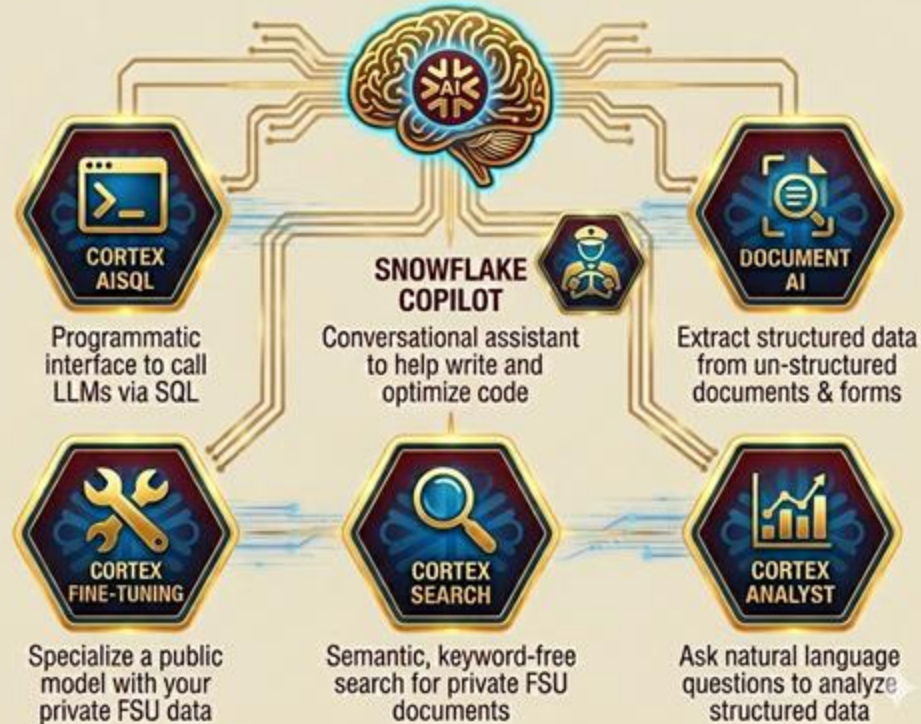 AI
CORTEX
AISQL
Programmatic
interface to call
LLMs via SQL
SNOWFLAKE
COPILOT
Conversational assistant
to help write and
optimize code
DOCUMENT
AI
Extract structured data
from un-structured
documents & forms
CORTEX
FINE-TUNING
Specialize a public
model with your
private FSU data
CORTEX
SEARCH
Semantic, keyword-free
search for private FSU
documents
CORTEX
ANALYST
Ask natural language
questions to analyze
structured data